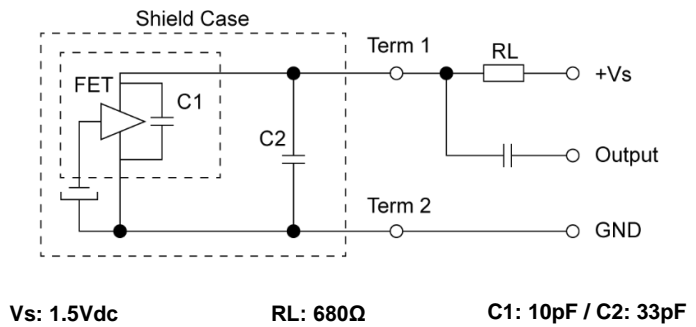 Shield Case
Term 1
RL
+Vs
FET
C1
C2
Output
Term 2
GND
Vs: 1.5Vdc
RL: 680Ω
C1: 10pF / C2: 33pF